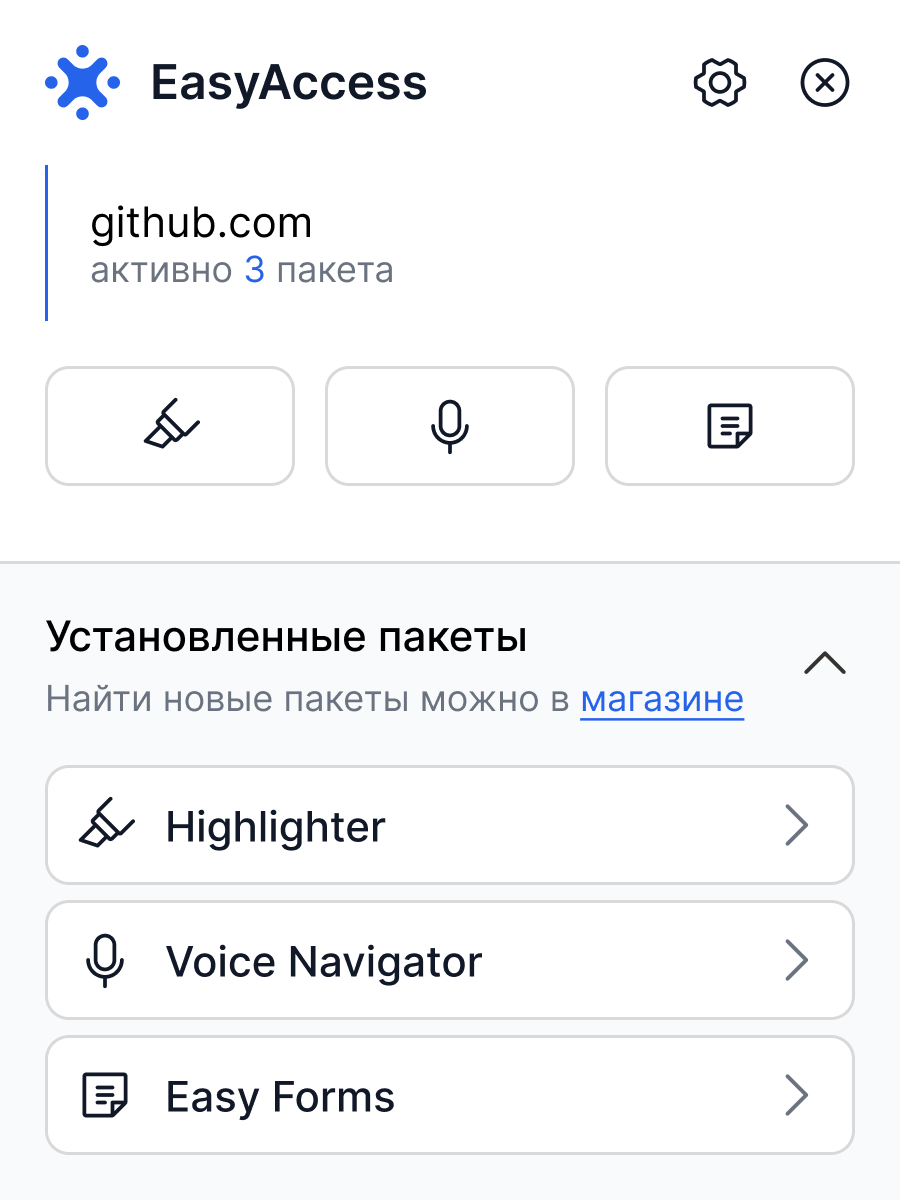 EasyAccess
github.com
активно 3 пакета
Установленные пакеты
Найти новые пакеты можно в магазине
Highlighter
Voice Navigator
Easy Forms